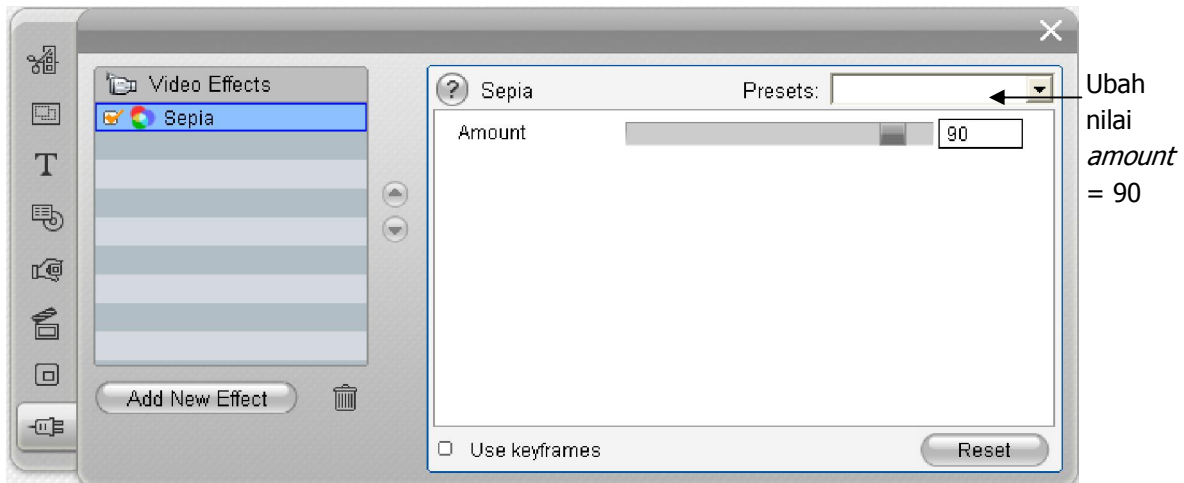 Video Effects
Sepia
Add New Effect
? Sepia
Presets:
Amount
90
Use keyframes
Reset
Ubah
nilai
amount
= 90
T